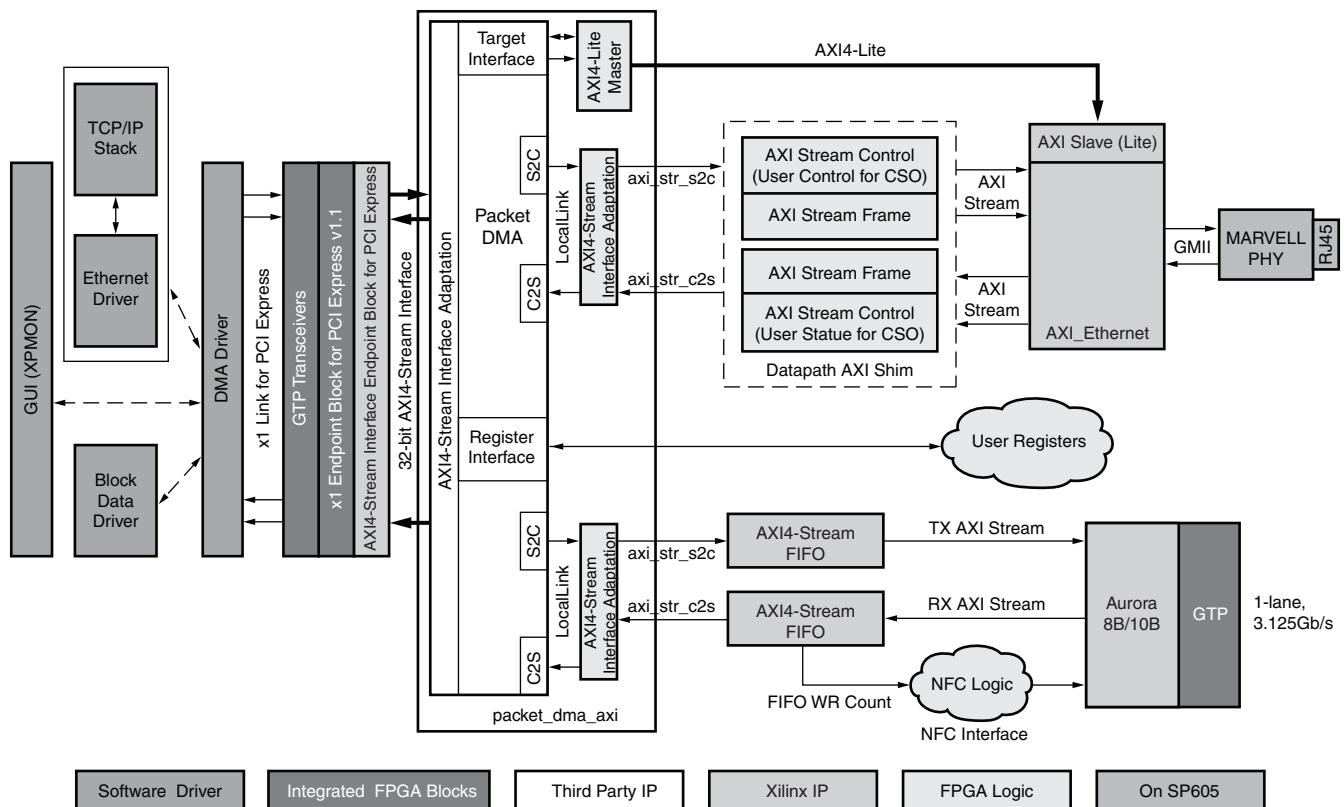 Target
Interface
AXI4-Lite
Master
AXI4-Lite
TCP/IP
Stack
Ethernet
Driver
GUI (XPMON)
Block
Data
Driver
DMA Driver
x1 Link for PCI Express
GTP Transceivers
x1 Endpoint Block for PCI Express v1.1
AXI4-Stream Interface Endpoint Block for PCI Express
32-bit AXI4-Stream Interface
AXI4-Stream Interface Adaptation
Packet
DMA
S2C
C2S
LocalLink
AXI4-Stream
Interface Adaptation
axi_str_s2c
axi_str_c2s
AXI Stream Control
(User Control for CSO)
AXI Stream Frame
AXI Stream Frame
AXI Stream Control
(User Statue for CSO)
Datapath AXI Shim
AXI
Stream
AXI
Stream
AXI Slave (Lite)
AXI_Ethernet
GMII
MARVELL
PHY
RJ45
Register
Interface
User Registers
S2C
C2S
LocalLink
AXI4-Stream
Interface Adaptation
axi_str_s2c
axi_str_c2s
AXI4-Stream
FIFO
TX AXI Stream
AXI4-Stream
FIFO
RX AXI Stream
Aurora
8B/10B
GTP
1-lane,
3.125Gb/s
FIFO WR Count
NFC Logic
NFC Interface
packet_dma_axi
Software Driver
Integrated FPGA Blocks
Third Party IP
Xilinx IP
FPGA Logic
On SP605